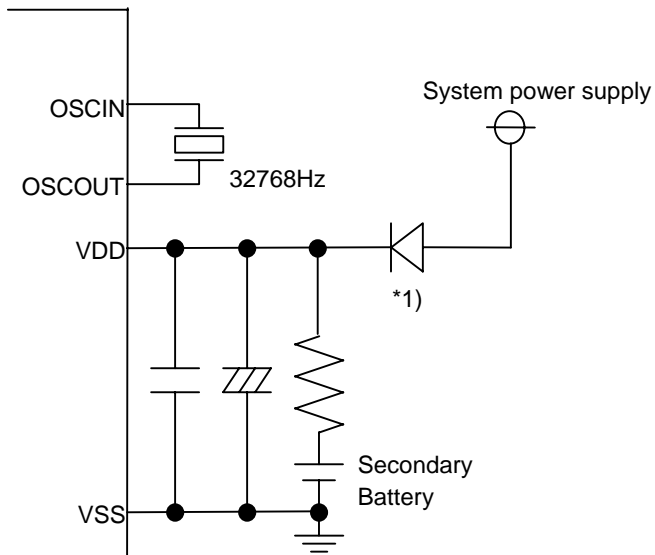 System power supply
OSCIN
OSCOUT
32768Hz
VDD
*1)
Secondary
Battery
VSS